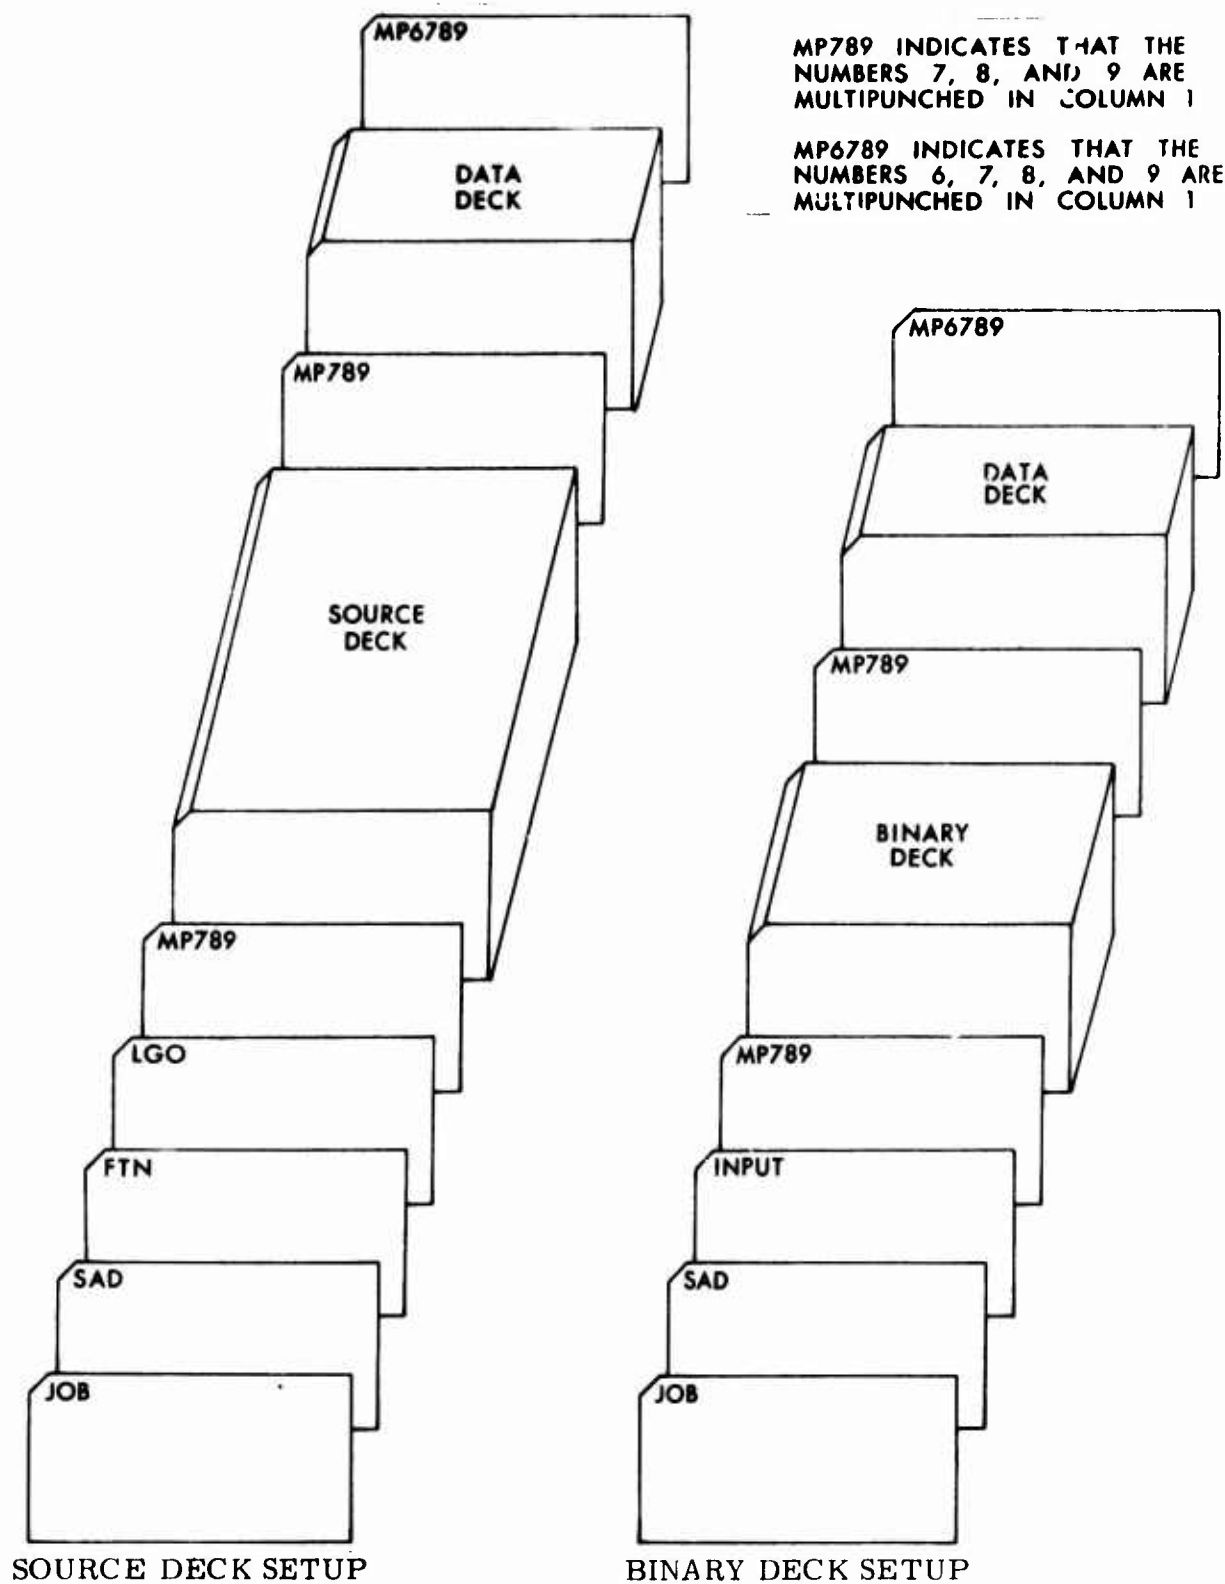 MP6789
MP789 INDICATES THAT THE
NUMBERS 7, 8, AND 9 ARE
MULTIPUNCHED IN COLUMN 1
MP6789 INDICATES THAT THE
NUMBERS 6, 7, 8, AND 9 ARE
MULTIPUNCHED IN COLUMN 1
DATA
DECK
MP789
SOURCE
DECK
MP789
LGO
FTN
SAD
JOB
SOURCE DECK SETUP
MP6789
DATA
DECK
MP789
BINARY
DECK
MP789
INPUT
SAD
JOB
BINARY DECK SETUP